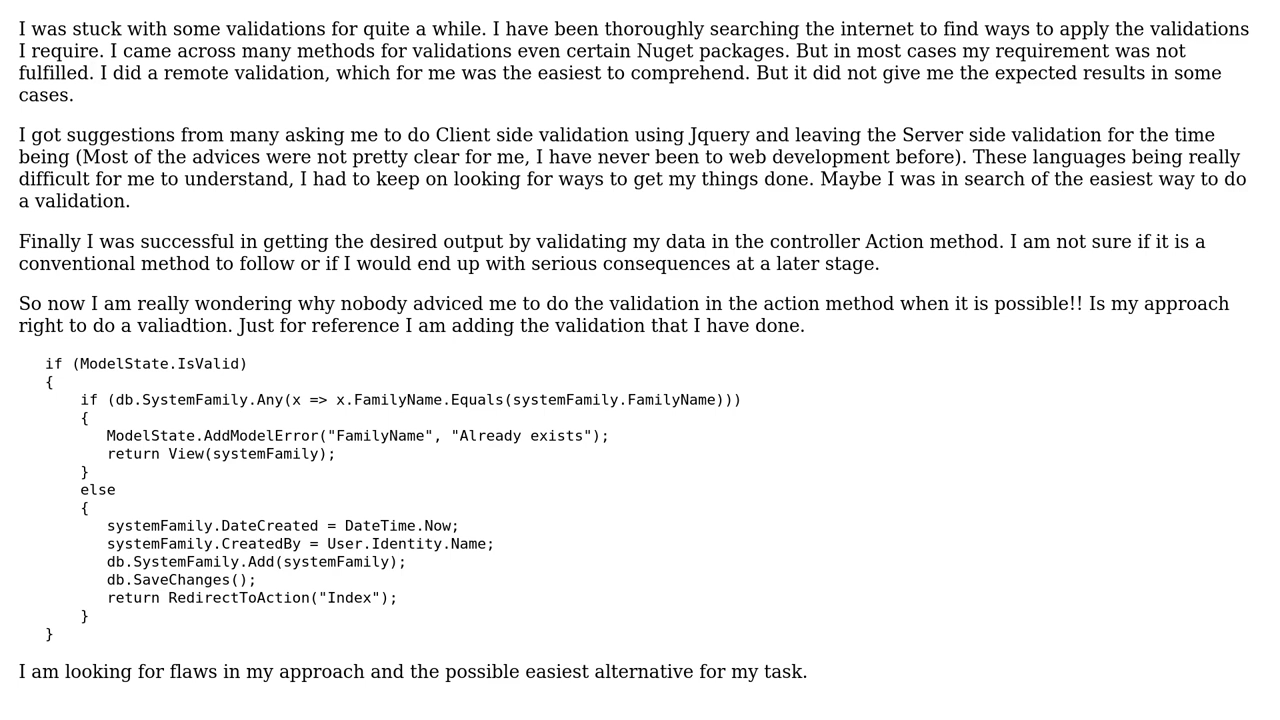 I was stuck with some validations for quite a while. I have been thoroughly searching the internet to find ways to apply the validations
I require. I came across many methods for validations even certain Nuget packages. But in most cases my requirement was not
fulfilled. I did a remote validation, which for me was the easiest to comprehend. But it did not give me the expected results in some
cases.
I got suggestions from many asking me to do Client side validation using Jquery and leaving the Server side validation for the time
being (Most of the advices were not pretty clear for me, I have never been to web development before). These languages being really
difficult for me to understand, I had to keep on looking for ways to get my things done. Maybe I was in search of the easiest way to do
a validation.
Finally I was successful in getting the desired output by validating my data in the controller Action method. I am not sure if it is a
conventional method to follow or if I would end up with serious consequences at a later stage.
So now I am really wondering why nobody adviced me to do the validation in the action method when it is possible!! Is my approach
right to do a valiadtion. Just for reference I am adding the validation that I have done.
if (ModelState.IsValid)
{
    if (db.SystemFamily.Any(x => x.FamilyName.Equals(systemFamily.FamilyName)))
    {
       ModelState.AddModelError("FamilyName", "Already exists");
       return View(systemFamily);
    }
    else
    {
       systemFamily.DateCreated = DateTime.Now;
       systemFamily.CreatedBy = User.Identity.Name;
       db.SystemFamily.Add(systemFamily);
       db.SaveChanges();
       return RedirectToAction("Index");
    }
}
I am looking for flaws in my approach and the possible easiest alternative for my task.